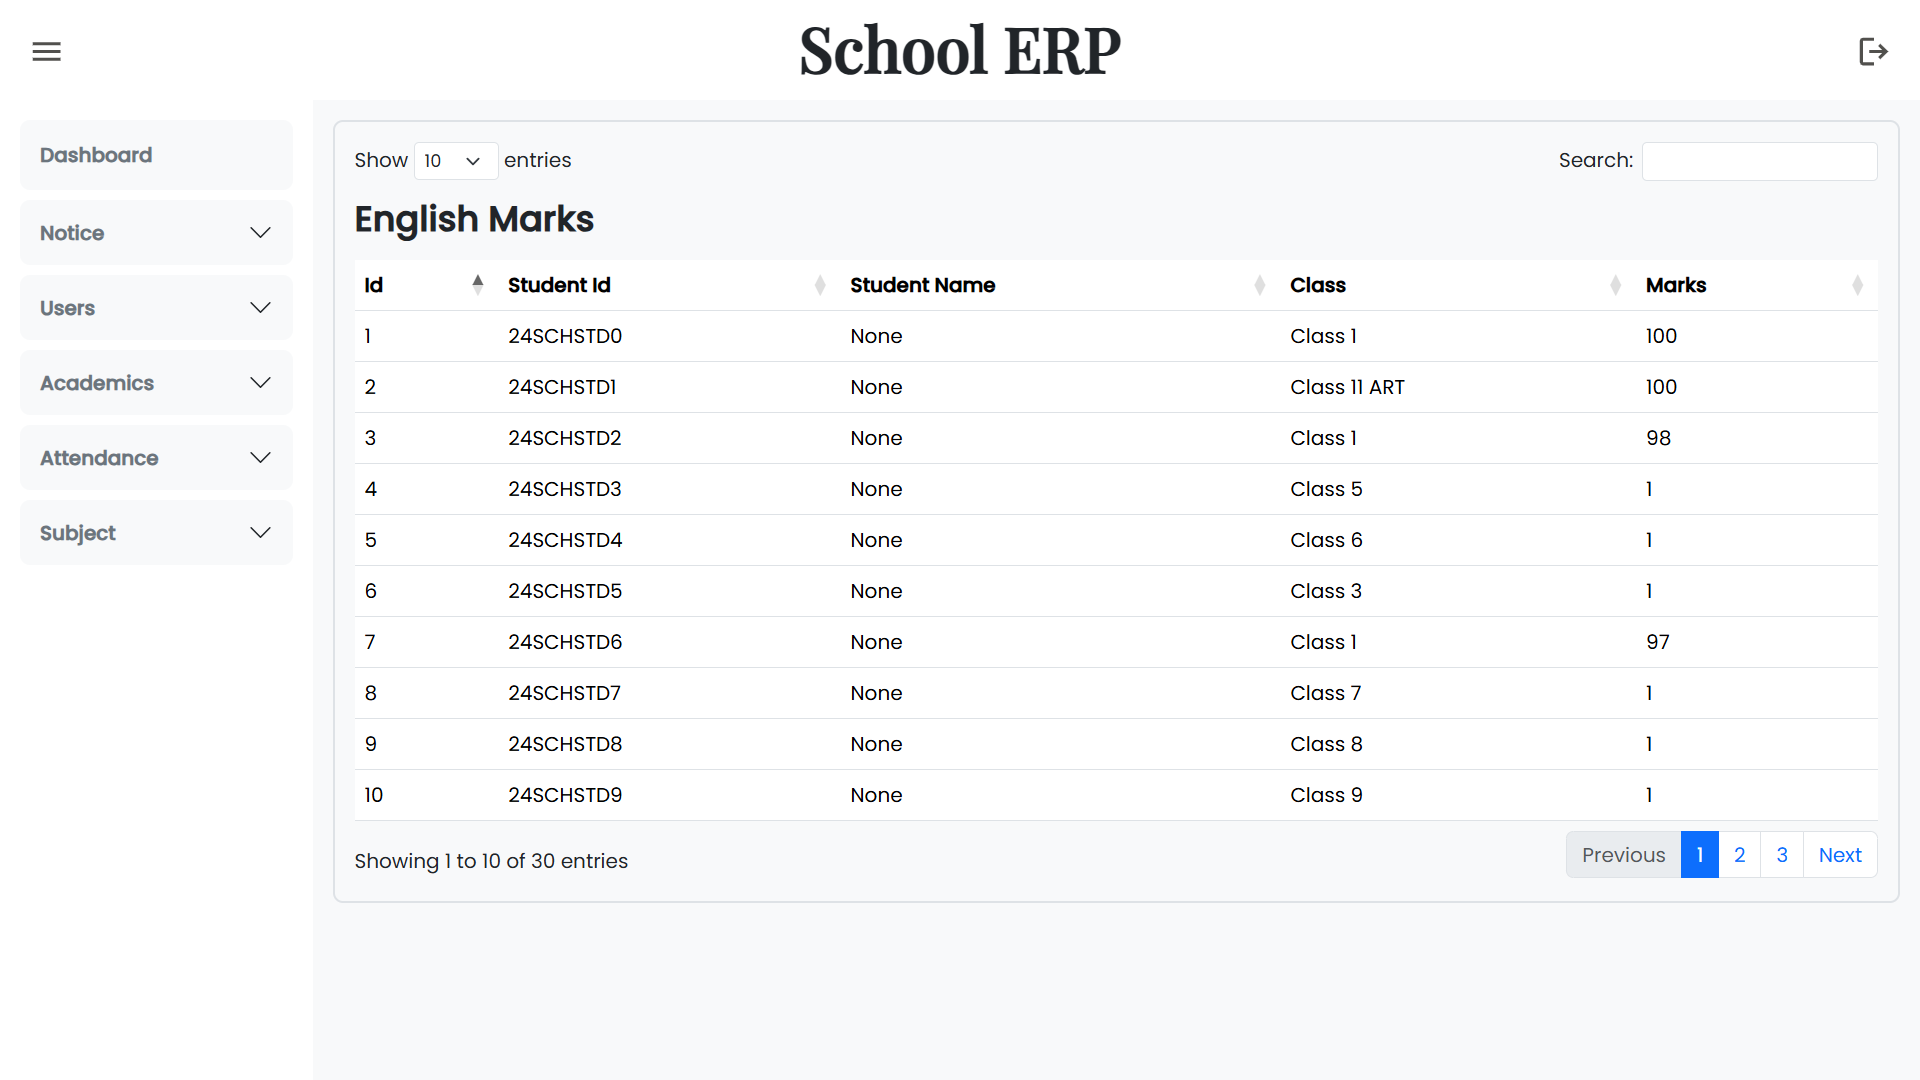 School ERP
Dashboard
Notice
Users
Academics
Attendance
Subject
Show 10 entries Search:
English Marks
Id Student Id Student Name Class Marks
1 24SCHSTD0 None Class 1 100
2 24SCHSTD1 None Class 11 ART 100
3 24SCHSTD2 None Class 1 98
4 24SCHSTD3 None Class 5 1
5 24SCHSTD4 None Class 6 1
6 24SCHSTD5 None Class 3 1
7 24SCHSTD6 None Class 1 97
8 24SCHSTD7 None Class 7 1
9 24SCHSTD8 None Class 8 1
10 24SCHSTD9 None Class 9 1
Showing 1 to 10 of 30 entries Previous 1 2 3 Next